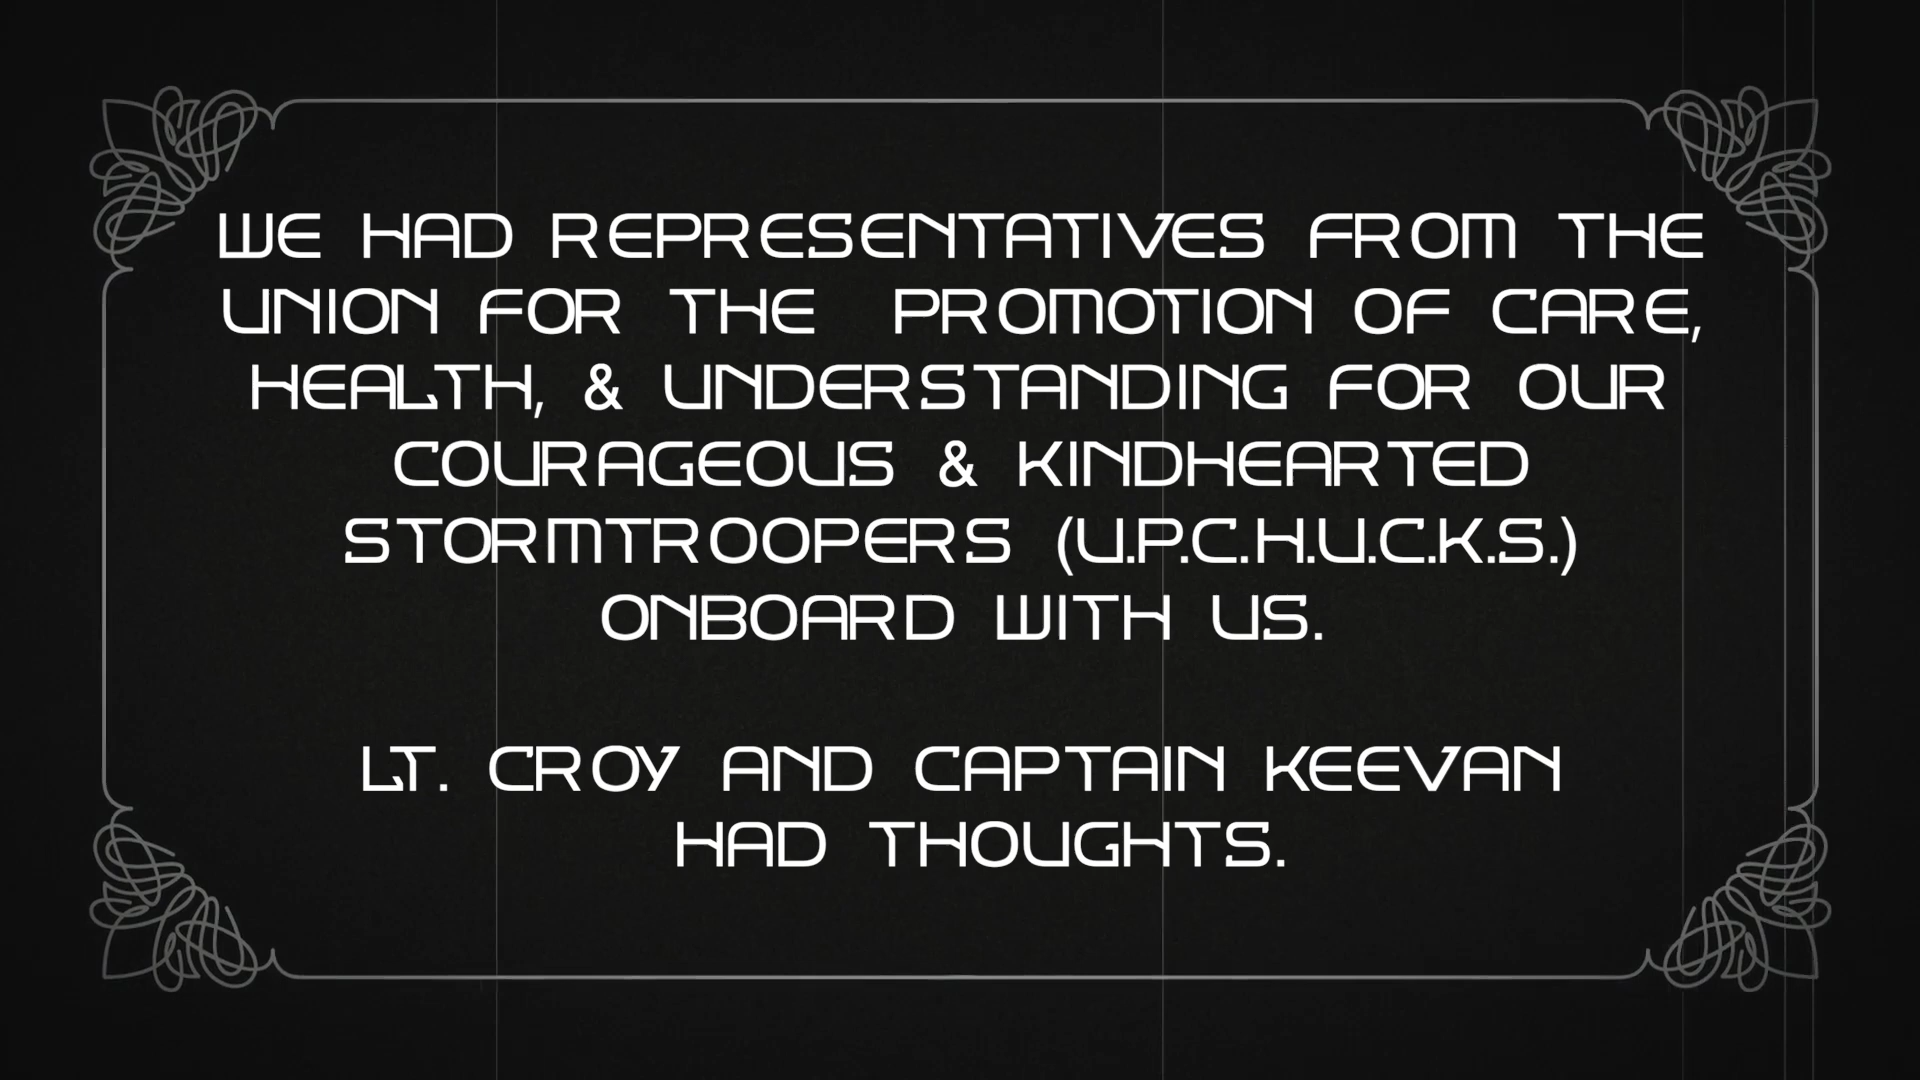 WE HAD REPRESENTATIVES FROM THE
UNION FOR THE PROMOTION OF CARE,
HEALTH, & UNDERSTANDING FOR OUR
COURAGEOUS & KINDHEARTED
STORMTROOPERS (U.P.C.H.U.C.K.S.)
ONBOARD WITH US.
LT. CROY AND CAPTAIN KEEVAN
HAD THOUGHTS.